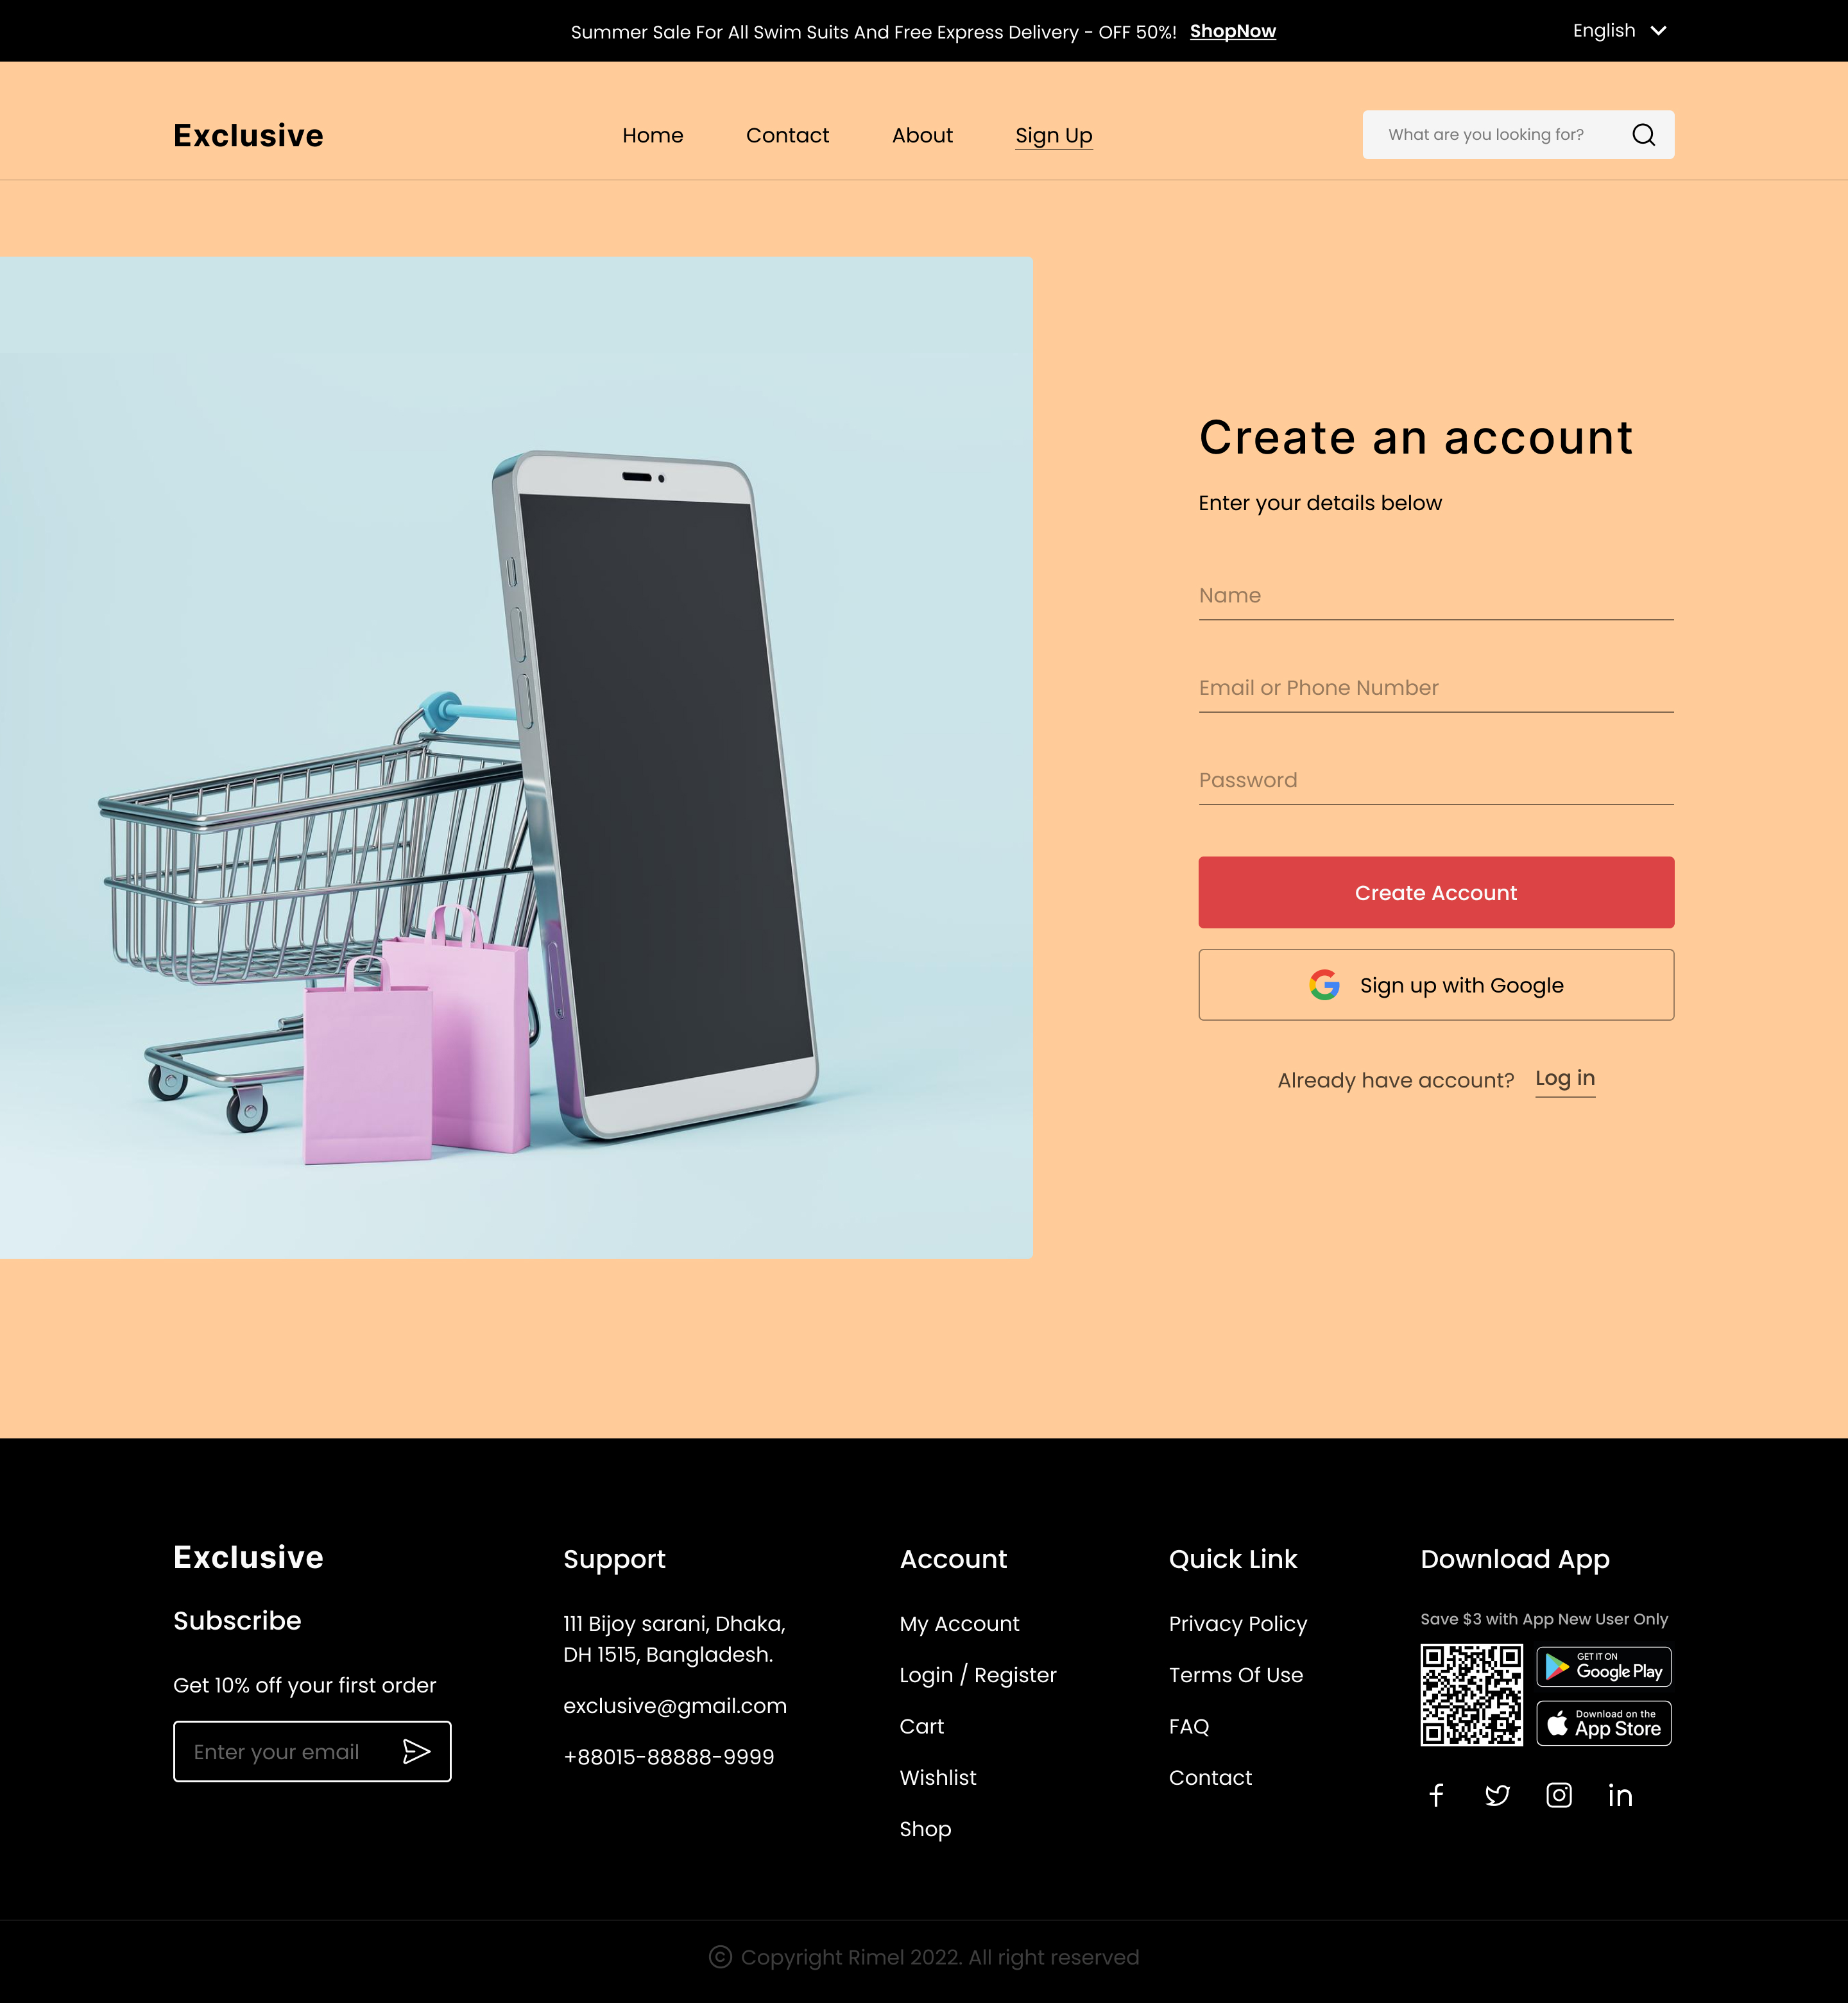 Summer Sale For All Swim Suits And Free Express Delivery - OFF 50%! ShopNow
English
Exclusive
Home
Contact
About
Sign Up
What are you looking for?
Create an account
Enter your details below
Name
Email or Phone Number
Password
Create Account
Sign up with Google
Already have account? Log in
Exclusive
Subscribe
Get 10% off your first order
Enter your email
Support
111 Bijoy sarani, Dhaka,
DH 1515, Bangladesh.
exclusive@gmail.com
+88015-88888-9999
Account
My Account
Login / Register
Cart
Wishlist
Shop
Quick Link
Privacy Policy
Terms Of Use
FAQ
Contact
Download App
Save $3 with App New User Only
GET IT ON
Google Play
Download on the
App Store
© Copyright Rimel 2022. All right reserved